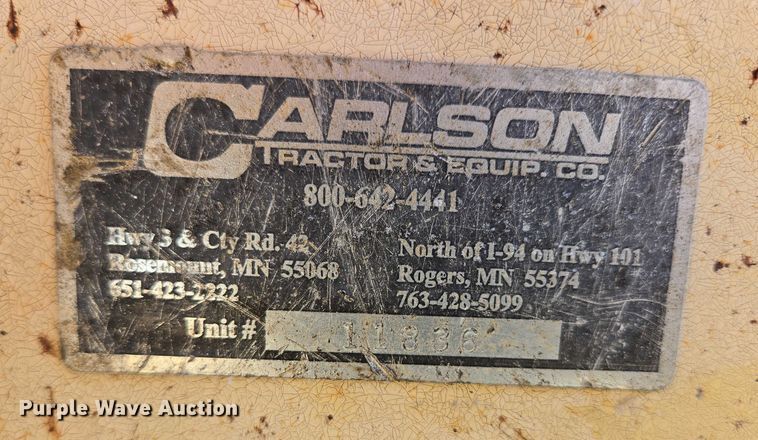 CARLSON
TRACTOR & EQUIP. CO.
800-642-4441
Hwy 3 & Cty Rd. 42
Rosemount, MN 55068
651-423-2222
North of I-94 on Hwy 101
Rogers, MN 55374
763-428-5099
Unit # 11336
Purple Wave Auction